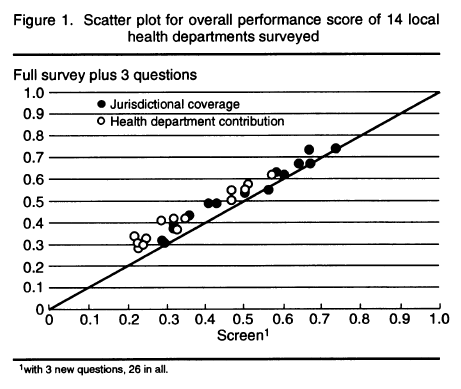 Figure 1. Scatter plot for overall performance score of 14 local
health departments surveyed
Full survey plus 3 questions
1.0
0.9
0.8
0.7
0.6
0.5
0.4
0.3
0.2
0.1
0
Jurisdictional coverage
Health department contribution
0 0.1 0.2 0.3 0.4 0.5 0.6 0.7 0.8 0.9 1.0
Screen¹
¹with 3 new questions, 26 in all.